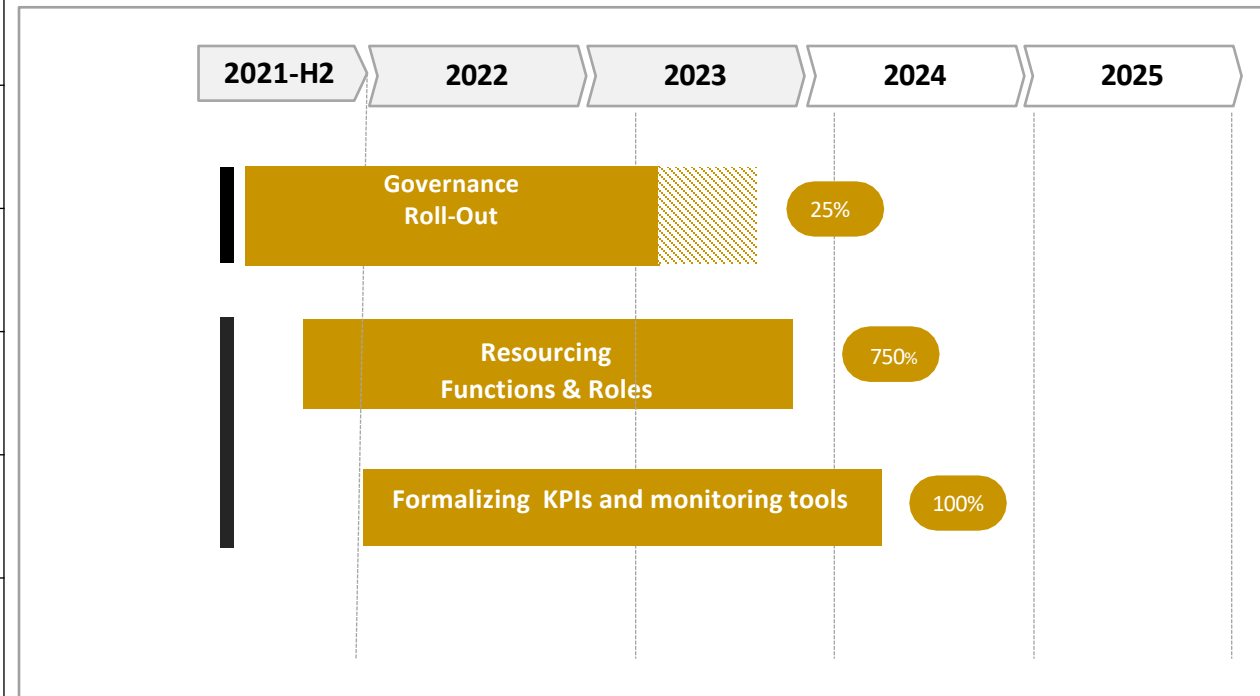 2021-H2
2022
2023
2024
2025
Governance
Roll-Out
25%
Resourcing
Functions & Roles
750%
Formalizing KPIs and monitoring tools
100%